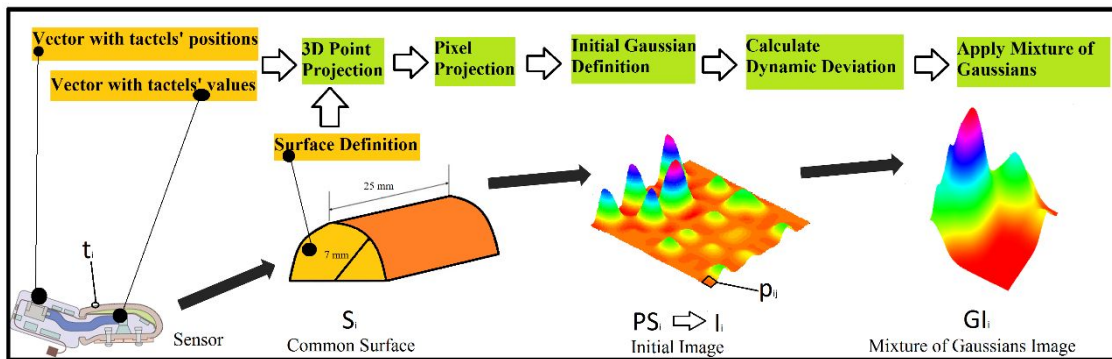 Vector with tactels' positions
Vector with tactels' values
3D Point
Projection
Pixel
Projection
Initial Gaussian
Definition
Calculate
Dynamic Deviation
Apply Mixture of
Gaussians
Surface Definition
25 mm
7 mm
tᵢ
pᵢⱼ
Sensor
Sᵢ
Common Surface
PSᵢ ⇨ Iᵢ
Initial Image
GIᵢ
Mixture of Gaussians Image